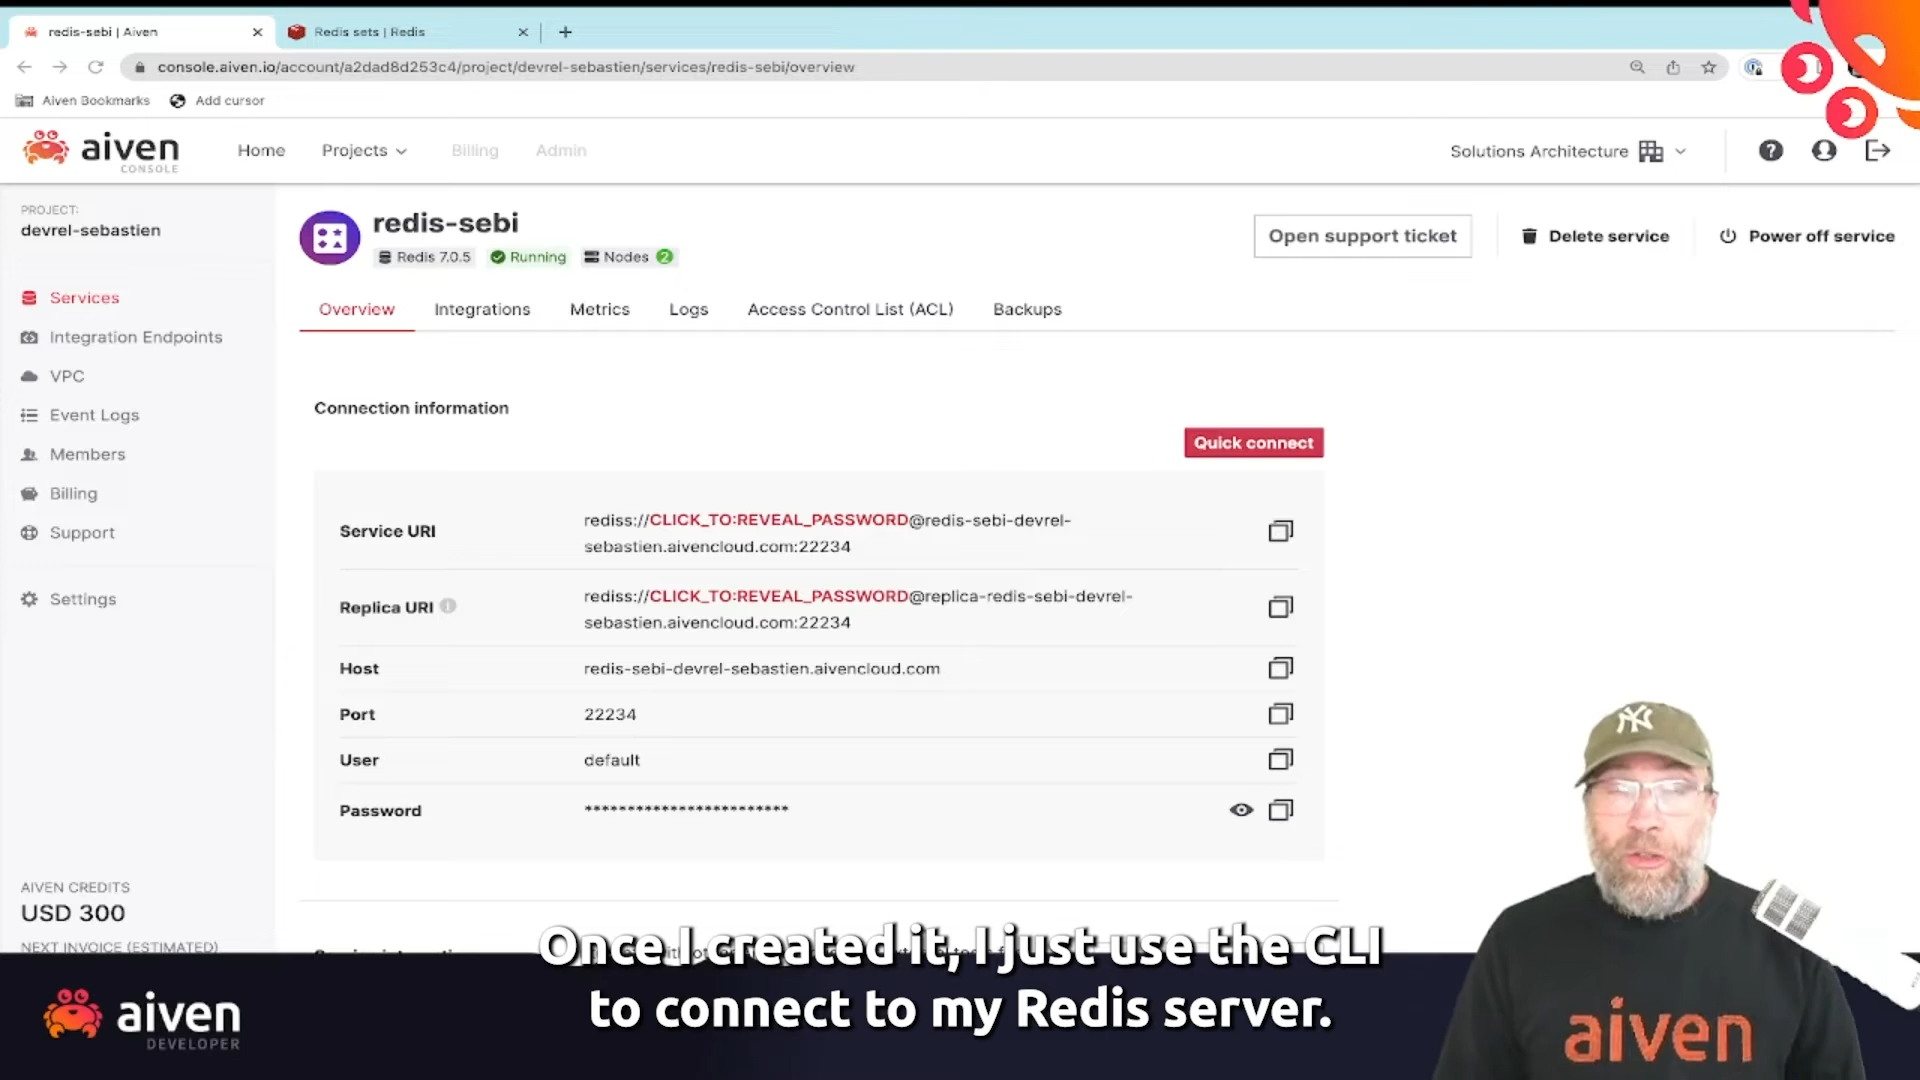 redis-sebi | Aiven
Redis sets | Redis
console.aiven.io/account/a2dad8d253c4/project/devrel-sebastien/services/redis-sebi/overview
Aiven Bookmarks
Add cursor
aiven
CONSOLE
Home
Projects
Billing
Admin
Solutions Architecture
PROJECT:
devrel-sebastien
Services
Integration Endpoints
VPC
Event Logs
Members
Billing
Support
Settings
AIVEN CREDITS
USD 300
NEXT INVOICE (ESTIMATED)
redis-sebi
Redis 7.0.5
Running
Nodes 2
Open support ticket
Delete service
Power off service
Overview
Integrations
Metrics
Logs
Access Control List (ACL)
Backups
Connection information
Quick connect
Service URI
rediss://CLICK_TO:REVEAL_PASSWORD@redis-sebi-devrel-
sebastien.aivencloud.com:22234
Replica URI
rediss://CLICK_TO:REVEAL_PASSWORD@replica-redis-sebi-devrel-
sebastien.aivencloud.com:22234
Host
redis-sebi-devrel-sebastien.aivencloud.com
Port
22234
User
default
Password
************************
Once I created it, I just use the CLI
to connect to my Redis server.
aiven
DEVELOPER
NY
aiven